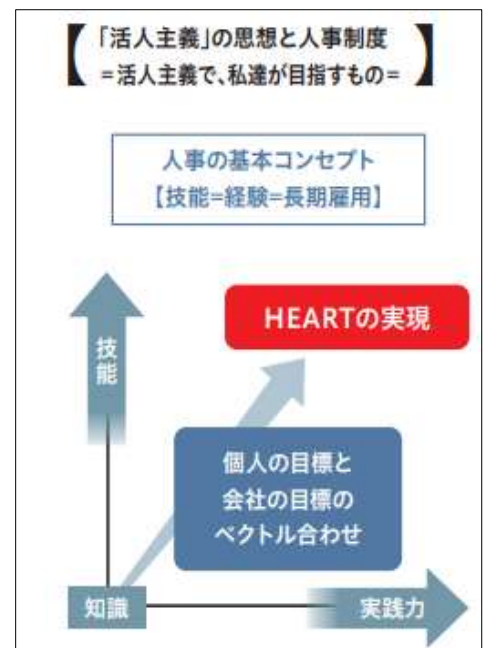 「活人主義」の思想と人事制度
=活人主義で、私達が目指すもの=
人事の基本コンセプト
【技能=経験=長期雇用】
HEARTの実現
技能
個人の目標と
会社の目標の
ベクトル合わせ
知識
実践力